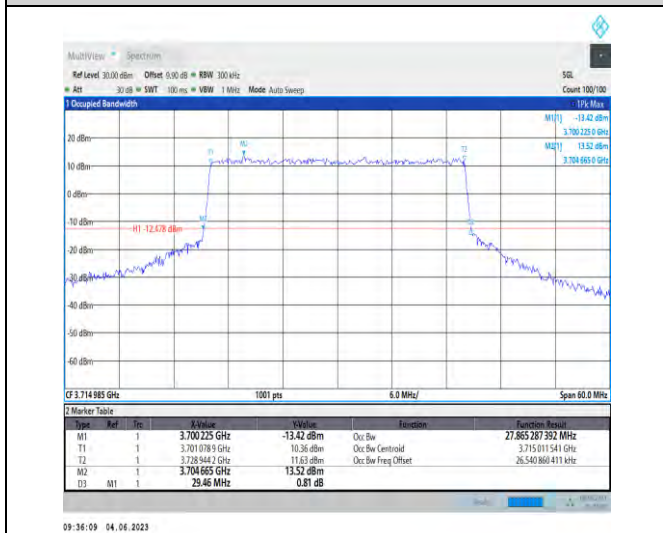 MultiView Spectrum
Ref Level 30.00 dBm Offset 9.90 dB RBW 300 kHz SGL
Att 30 dB SWT 100 ms VBW 1 MHz Mode Auto Sweep Count 100/100
1 Occupied Bandwidth 1Pk Max
M1[1] -13.42 dBm
3.700 225 0 GHz
M2[1] 13.52 dBm
3.704 665 0 GHz
20 dBm
10 dBm
0 dBm
-10 dBm
H1 -12.478 dBm
-20 dBm
-30 dBm
-40 dBm
-50 dBm
-60 dBm
T1
M2
T2
CF 3.714 985 GHz 1001 pts 6.0 MHz/ Span 60.0 MHz
2 Marker Table
Type Ref Trc X-Value Y-Value Function Function Result
M1 1 3.700225 GHz -13.42 dBm Occ Bw 27.865 287 392 MHz
T1 1 3.701 078 9 GHz 10.36 dBm Occ Bw Centroid 3.715 011 541 GHz
T2 1 3.728 944 2 GHz 11.63 dBm Occ Bw Freq Offset 26.540 860 411 kHz
M2 1 3.704 665 GHz 13.52 dBm
D3 M1 1 29.46 MHz 0.81 dB
09:36:09 04.06.2023